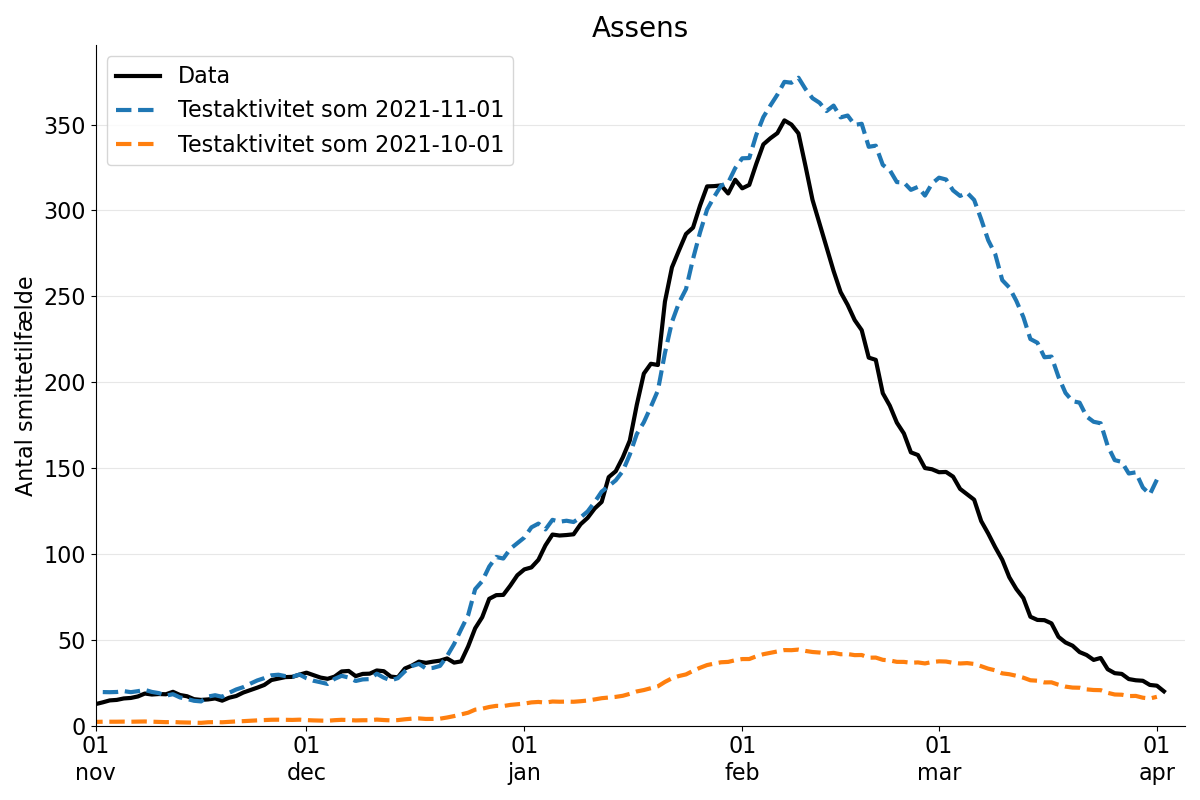 Assens
Data
Testaktivitet som 2021-11-01
Testaktivitet som 2021-10-01
Antal smittetilfælde
350
300
250
200
150
100
50
0
01 01 01 01 01 01
nov dec jan feb mar apr